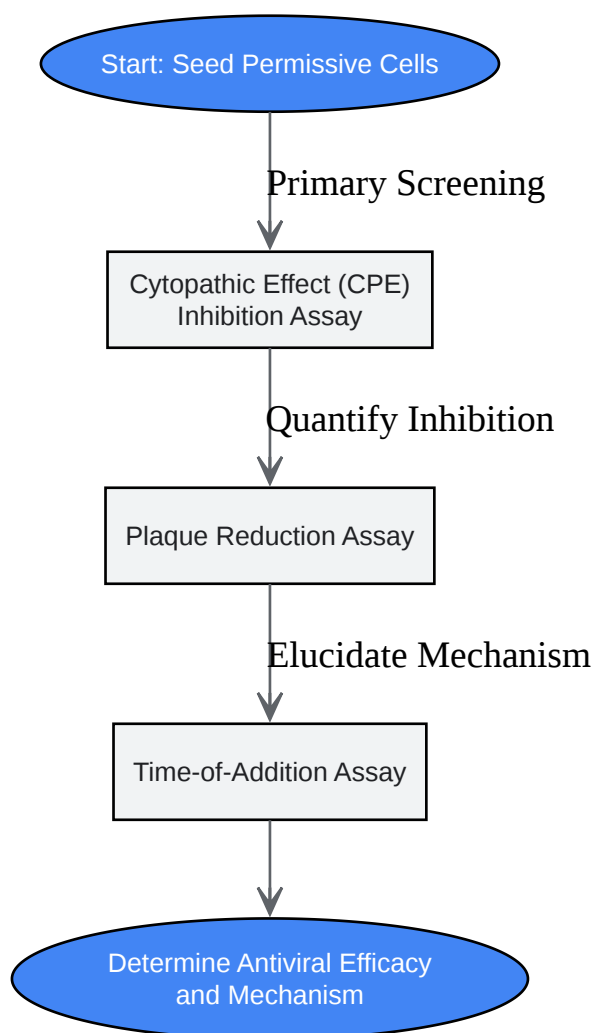 Start: Seed Permissive Cells
Primary Screening
Cytopathic Effect (CPE)
Inhibition Assay
Quantify Inhibition
Plaque Reduction Assay
Elucidate Mechanism
Time-of-Addition Assay
Determine Antiviral Efficacy
and Mechanism